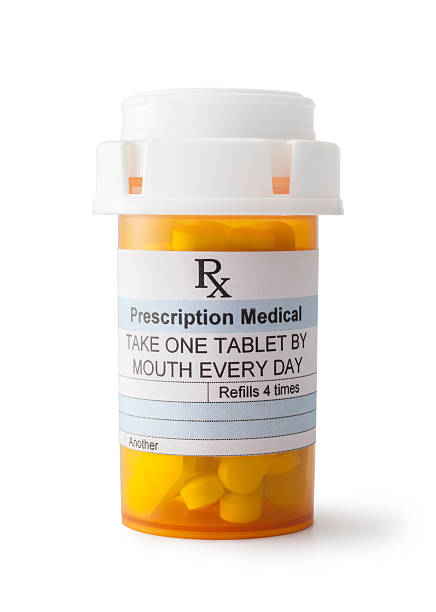 Rx
Prescription Medical
TAKE ONE TABLET BY
MOUTH EVERY DAY
Refills 4 times
Another